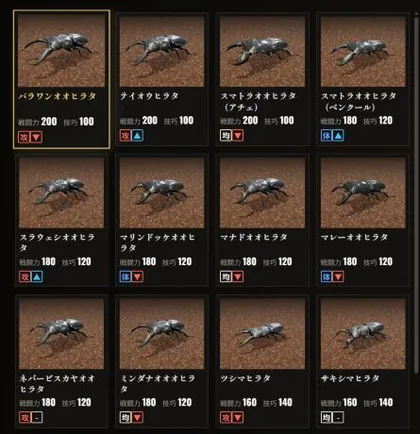 パラワンオオヒラタ
戦闘力 200 技巧 100
攻▼
テイオウヒラタ
戦闘力 200 技巧 100
攻▲
スマトラオオヒラタ
(アチェ)
戦闘力 200 技巧 100
均▼
スマトラオオヒラタ
(ベンクール)
戦闘力 180 技巧 120
体▲
スラウェシオオヒラ
タ
戦闘力 180 技巧 120
攻▲
マリンドッケオオヒ
ラタ
戦闘力 180 技巧 120
体▼
マナドオオヒラタ
戦闘力 180 技巧 120
均▼
マレーオオヒラタ
戦闘力 180 技巧 120
体▼
ネバービスカヤオオ
ヒラタ
戦闘力 180 技巧 120
攻-
ミンダナオオオヒラ
タ
戦闘力 180 技巧 120
均▼
ツシマヒラタ
戦闘力 160 技巧 140
攻▼
サキシマヒラタ
戦闘力 160 技巧 140
均-